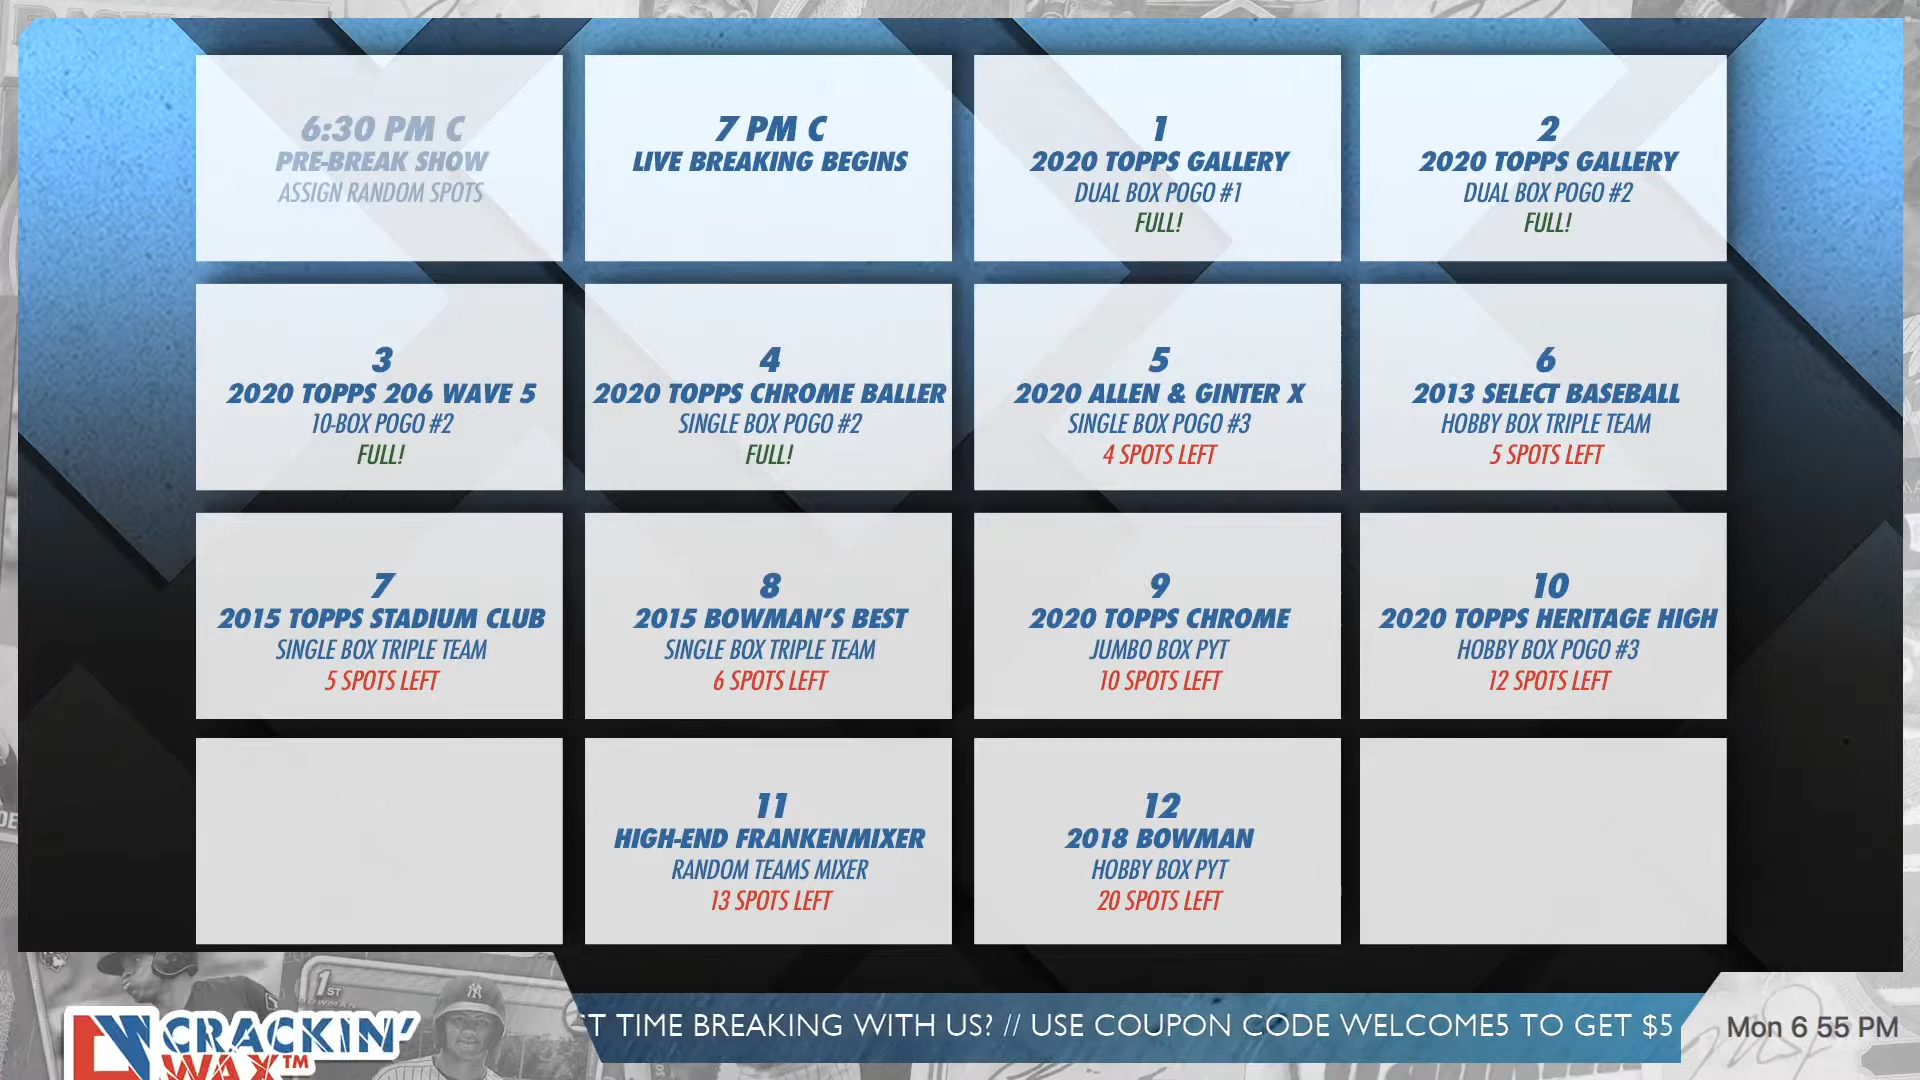 6:30 PM C
PRE-BREAK SHOW
ASSIGN RANDOM SPOTS
7 PM C
LIVE BREAKING BEGINS
1
2020 TOPPS GALLERY
DUAL BOX POGO #1
FULL!
2
2020 TOPPS GALLERY
DUAL BOX POGO #2
FULL!
3
2020 TOPPS 206 WAVE 5
10-BOX POGO #2
FULL!
4
2020 TOPPS CHROME BALLER
SINGLE BOX POGO #2
FULL!
5
2020 ALLEN & GINTER X
SINGLE BOX POGO #3
4 SPOTS LEFT
6
2013 SELECT BASEBALL
HOBBY BOX TRIPLE TEAM
5 SPOTS LEFT
7
2015 TOPPS STADIUM CLUB
SINGLE BOX TRIPLE TEAM
5 SPOTS LEFT
8
2015 BOWMAN'S BEST
SINGLE BOX TRIPLE TEAM
6 SPOTS LEFT
9
2020 TOPPS CHROME
JUMBO BOX PYT
10 SPOTS LEFT
10
2020 TOPPS HERITAGE HIGH
HOBBY BOX POGO #3
12 SPOTS LEFT
11
HIGH-END FRANKENMIXER
RANDOM TEAMS MIXER
13 SPOTS LEFT
12
2018 BOWMAN
HOBBY BOX PYT
20 SPOTS LEFT
1ST
BOWMAN
CRACKIN'
WAX™
T TIME BREAKING WITH US? // USE COUPON CODE WELCOME5 TO GET $5
Mon 6 55 PM